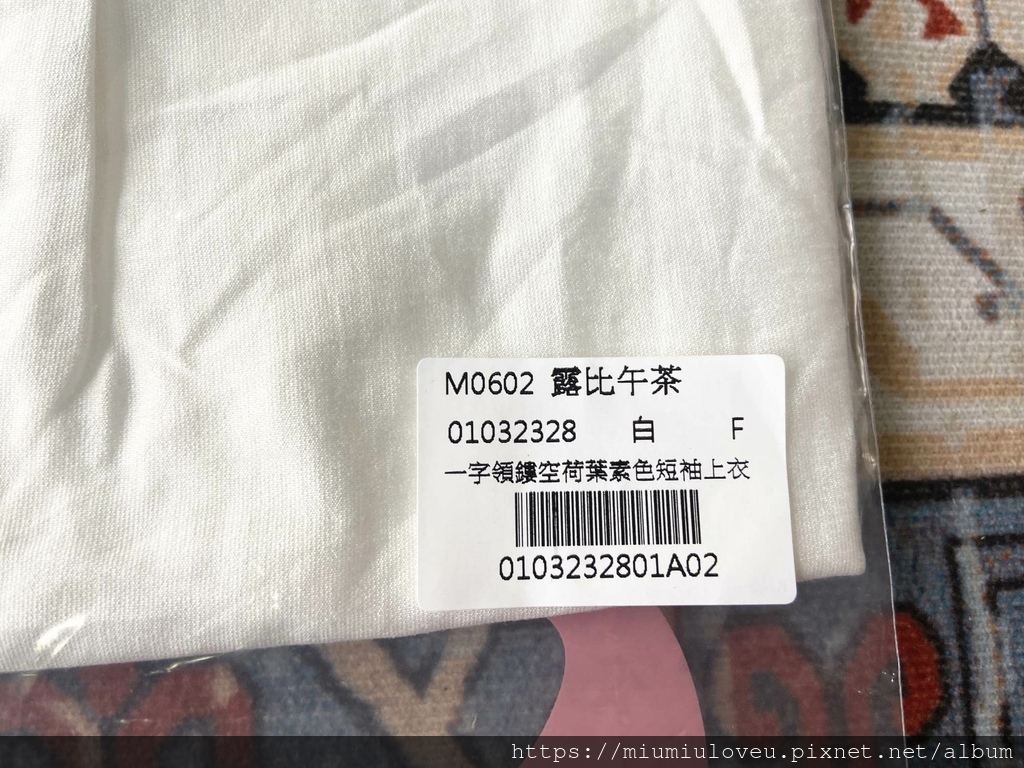 M0602 露比午茶
01032328 白 F
一字領鏤空荷葉素色短袖上衣
0103232801A02
https://miumiuloveu.pixnet.net/album